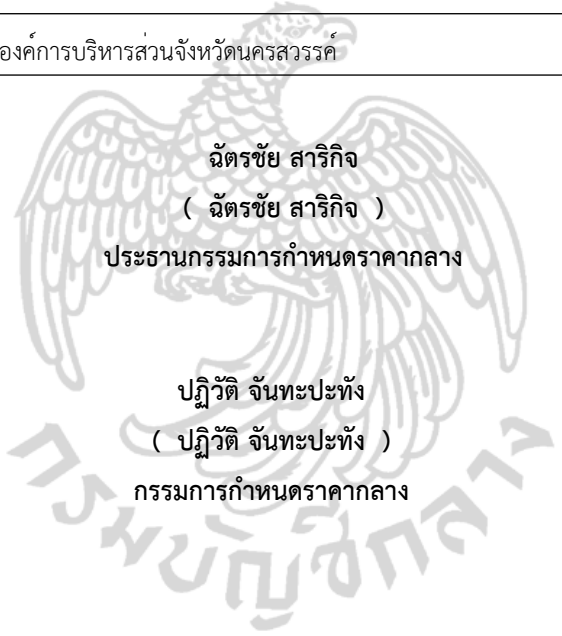 องค์การบริหารส่วนจังหวัดนครสวรรค์
ฉัตรชัย สาริกิจ
( ฉัตรชัย สาริกิจ )
ประธานกรรมการกำหนดราคากลาง
ปฏิวัติ จันทะปะทัง
( ปฏิวัติ จันทะปะทัง )
กรรมการกำหนดราคากลาง
กรมบัญชีกลาง